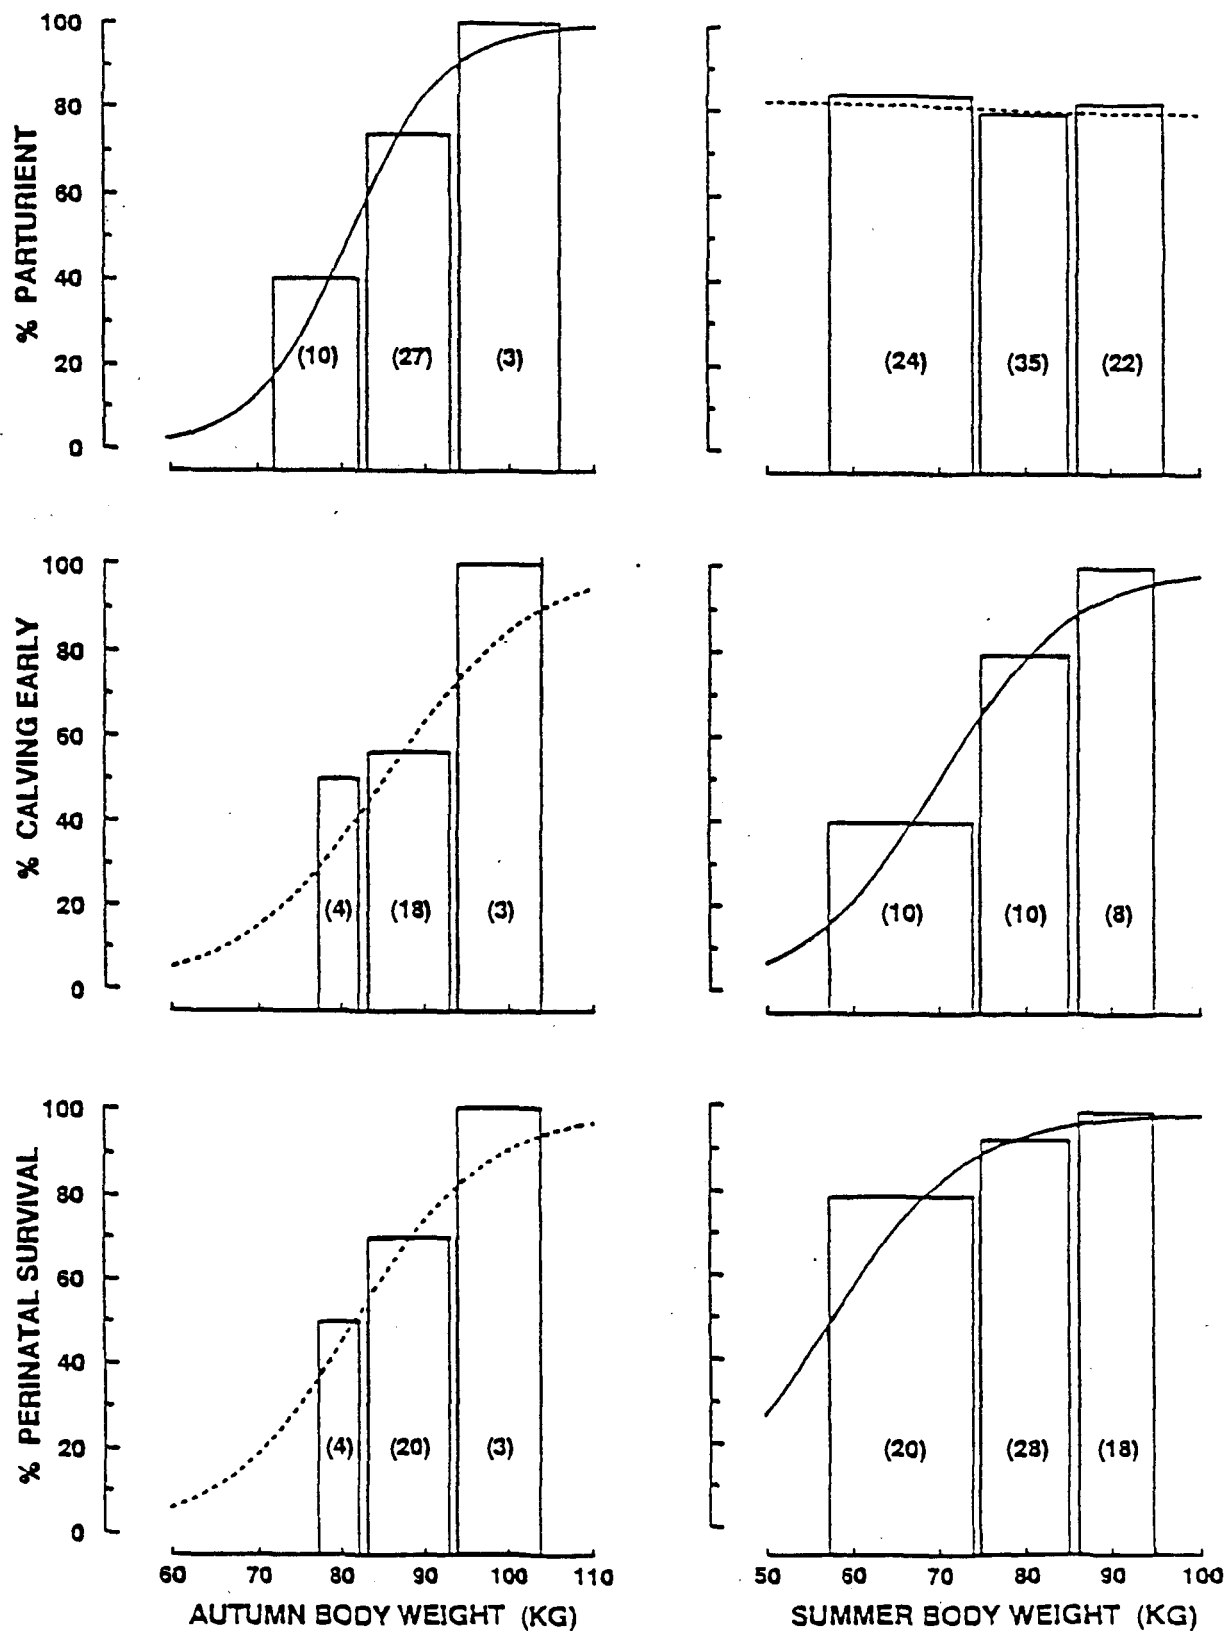 % PARTURIENT
100
80
60
40
20
0
(10) (27) (3)
(24) (35) (22)
% CALVING EARLY
100
80
60
40
20
0
(4) (18) (3)
(10) (10) (8)
% PERINATAL SURVIVAL
100
80
60
40
20
0
(4) (20) (3)
(20) (28) (18)
60 70 80 90 100 110
50 60 70 80 90 100
AUTUMN BODY WEIGHT (KG)
SUMMER BODY WEIGHT (KG)